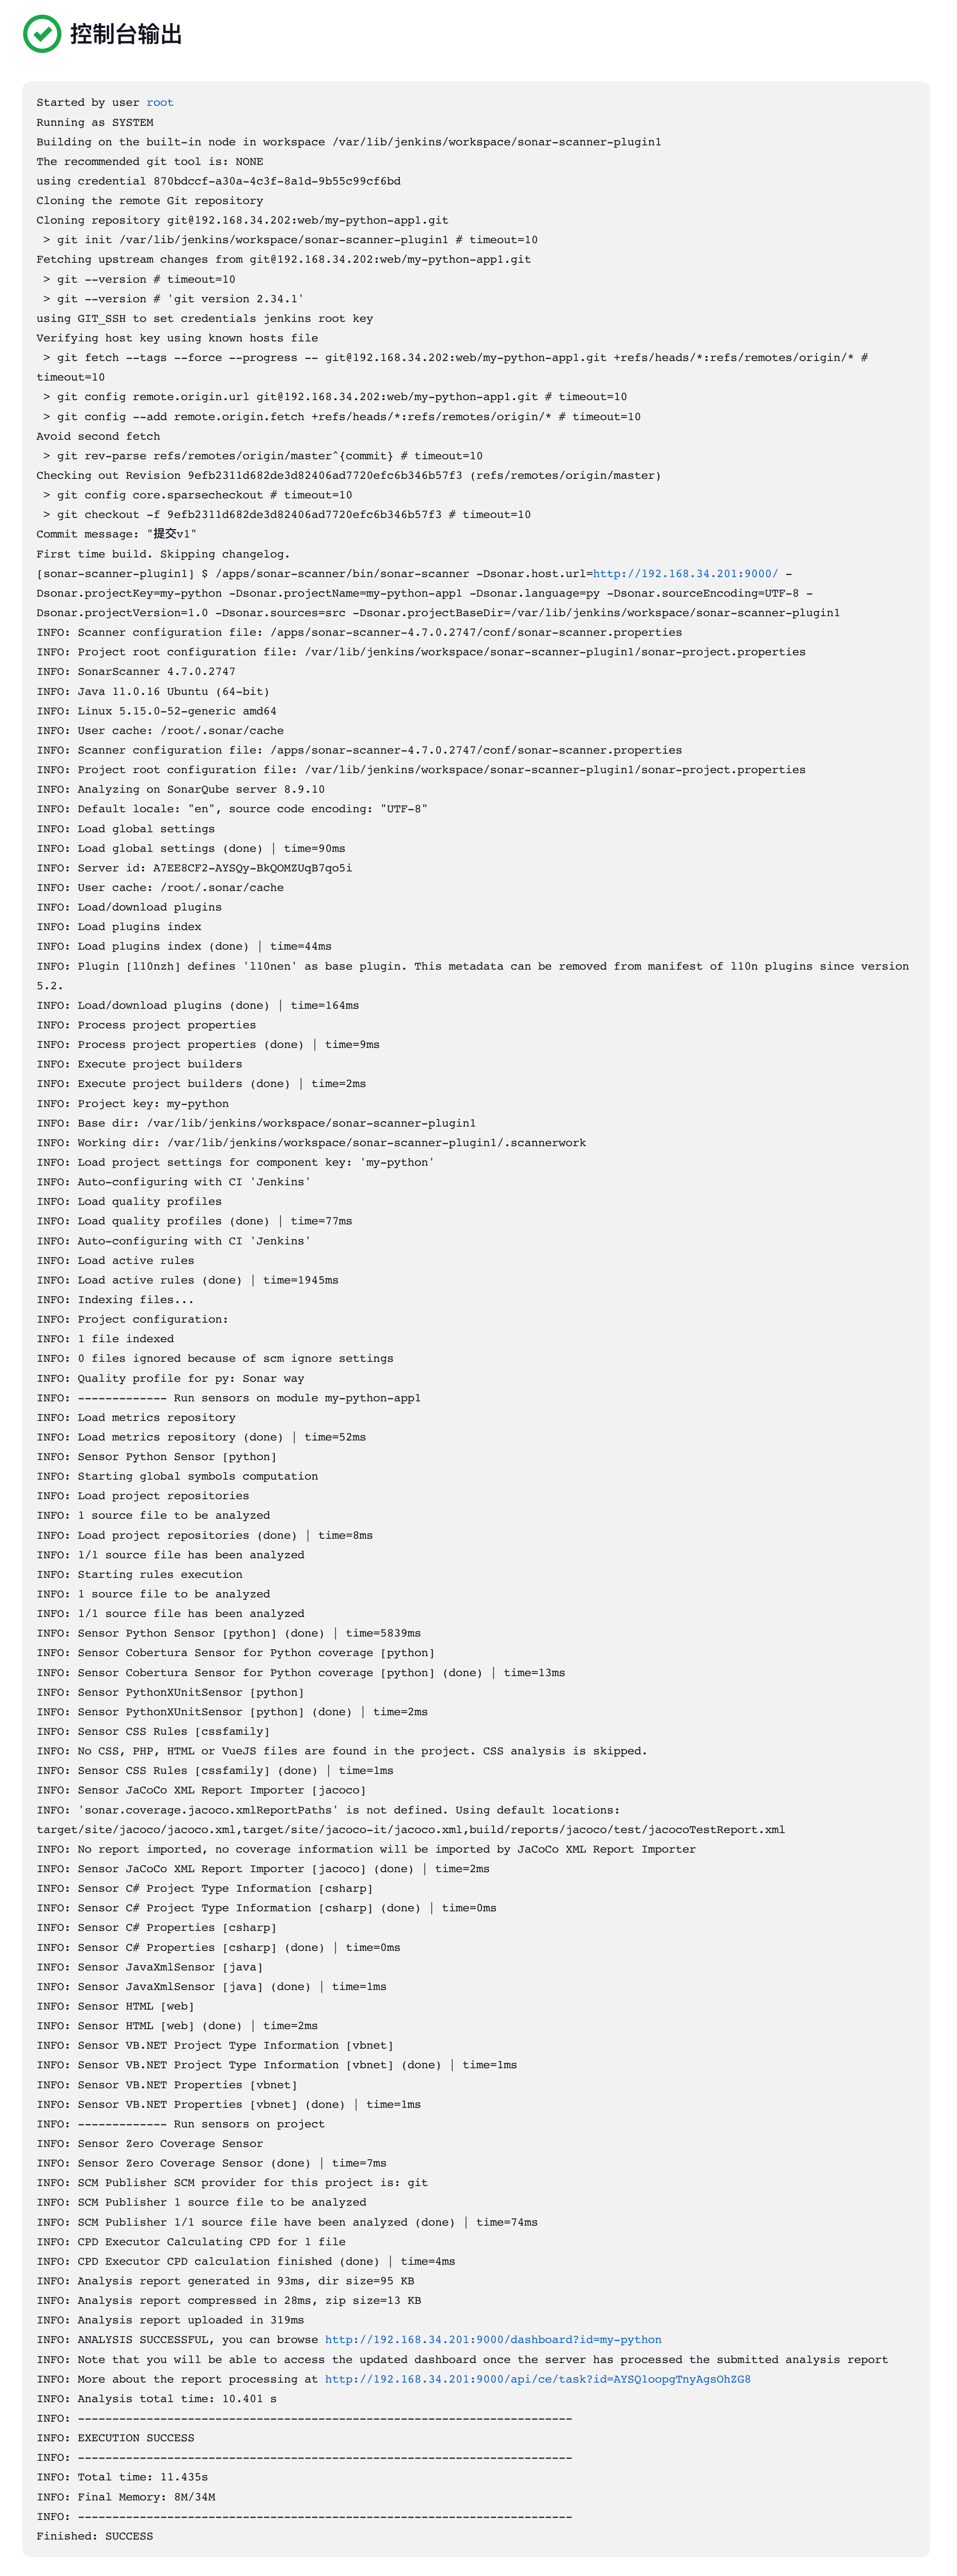 控制台输出
Started by user root
Running as SYSTEM
Building on the built-in node in workspace /var/lib/jenkins/workspace/sonar-scanner-plugin1
The recommended git tool is: NONE
using credential 870bdccf-a30a-4c3f-8a1d-9b55c99cf6bd
Cloning the remote Git repository
Cloning repository git@192.168.34.202:web/my-python-app1.git
 > git init /var/lib/jenkins/workspace/sonar-scanner-plugin1 # timeout=10
Fetching upstream changes from git@192.168.34.202:web/my-python-app1.git
 > git --version # timeout=10
 > git --version # 'git version 2.34.1'
using GIT_SSH to set credentials jenkins root key
Verifying host key using known hosts file
 > git fetch --tags --force --progress -- git@192.168.34.202:web/my-python-app1.git +refs/heads/*:refs/remotes/origin/* #
timeout=10
 > git config remote.origin.url git@192.168.34.202:web/my-python-app1.git # timeout=10
 > git config --add remote.origin.fetch +refs/heads/*:refs/remotes/origin/* # timeout=10
Avoid second fetch
 > git rev-parse refs/remotes/origin/master^{commit} # timeout=10
Checking out Revision 9efb2311d682de3d82406ad7720efc6b346b57f3 (refs/remotes/origin/master)
 > git config core.sparsecheckout # timeout=10
 > git checkout -f 9efb2311d682de3d82406ad7720efc6b346b57f3 # timeout=10
Commit message: "提交v1"
First time build. Skipping changelog.
[sonar-scanner-plugin1] $ /apps/sonar-scanner/bin/sonar-scanner -Dsonar.host.url=http://192.168.34.201:9000/ -
Dsonar.projectKey=my-python -Dsonar.projectName=my-python-app1 -Dsonar.language=py -Dsonar.sourceEncoding=UTF-8 -
Dsonar.projectVersion=1.0 -Dsonar.sources=src -Dsonar.projectBaseDir=/var/lib/jenkins/workspace/sonar-scanner-plugin1
INFO: Scanner configuration file: /apps/sonar-scanner-4.7.0.2747/conf/sonar-scanner.properties
INFO: Project root configuration file: /var/lib/jenkins/workspace/sonar-scanner-plugin1/sonar-project.properties
INFO: SonarScanner 4.7.0.2747
INFO: Java 11.0.16 Ubuntu (64-bit)
INFO: Linux 5.15.0-52-generic amd64
INFO: User cache: /root/.sonar/cache
INFO: Scanner configuration file: /apps/sonar-scanner-4.7.0.2747/conf/sonar-scanner.properties
INFO: Project root configuration file: /var/lib/jenkins/workspace/sonar-scanner-plugin1/sonar-project.properties
INFO: Analyzing on SonarQube server 8.9.10
INFO: Default locale: "en", source code encoding: "UTF-8"
INFO: Load global settings
INFO: Load global settings (done) | time=90ms
INFO: Server id: A7EE8CF2-AYSQy-BkQOMZUqB7qo5i
INFO: User cache: /root/.sonar/cache
INFO: Load/download plugins
INFO: Load plugins index
INFO: Load plugins index (done) | time=44ms
INFO: Plugin [l10nzh] defines 'l10nen' as base plugin. This metadata can be removed from manifest of l10n plugins since version
5.2.
INFO: Load/download plugins (done) | time=164ms
INFO: Process project properties
INFO: Process project properties (done) | time=9ms
INFO: Execute project builders
INFO: Execute project builders (done) | time=2ms
INFO: Project key: my-python
INFO: Base dir: /var/lib/jenkins/workspace/sonar-scanner-plugin1
INFO: Working dir: /var/lib/jenkins/workspace/sonar-scanner-plugin1/.scannerwork
INFO: Load project settings for component key: 'my-python'
INFO: Auto-configuring with CI 'Jenkins'
INFO: Load quality profiles
INFO: Load quality profiles (done) | time=77ms
INFO: Auto-configuring with CI 'Jenkins'
INFO: Load active rules
INFO: Load active rules (done) | time=1945ms
INFO: Indexing files...
INFO: Project configuration:
INFO: 1 file indexed
INFO: 0 files ignored because of scm ignore settings
INFO: Quality profile for py: Sonar way
INFO: ------------- Run sensors on module my-python-app1
INFO: Load metrics repository
INFO: Load metrics repository (done) | time=52ms
INFO: Sensor Python Sensor [python]
INFO: Starting global symbols computation
INFO: Load project repositories
INFO: 1 source file to be analyzed
INFO: Load project repositories (done) | time=8ms
INFO: 1/1 source file has been analyzed
INFO: Starting rules execution
INFO: 1 source file to be analyzed
INFO: 1/1 source file has been analyzed
INFO: Sensor Python Sensor [python] (done) | time=5839ms
INFO: Sensor Cobertura Sensor for Python coverage [python]
INFO: Sensor Cobertura Sensor for Python coverage [python] (done) | time=13ms
INFO: Sensor PythonXUnitSensor [python]
INFO: Sensor PythonXUnitSensor [python] (done) | time=2ms
INFO: Sensor CSS Rules [cssfamily]
INFO: No CSS, PHP, HTML or VueJS files are found in the project. CSS analysis is skipped.
INFO: Sensor CSS Rules [cssfamily] (done) | time=1ms
INFO: Sensor JaCoCo XML Report Importer [jacoco]
INFO: 'sonar.coverage.jacoco.xmlReportPaths' is not defined. Using default locations:
target/site/jacoco/jacoco.xml,target/site/jacoco-it/jacoco.xml,build/reports/jacoco/test/jacocoTestReport.xml
INFO: No report imported, no coverage information will be imported by JaCoCo XML Report Importer
INFO: Sensor JaCoCo XML Report Importer [jacoco] (done) | time=2ms
INFO: Sensor C# Project Type Information [csharp]
INFO: Sensor C# Project Type Information [csharp] (done) | time=0ms
INFO: Sensor C# Properties [csharp]
INFO: Sensor C# Properties [csharp] (done) | time=0ms
INFO: Sensor JavaXmlSensor [java]
INFO: Sensor JavaXmlSensor [java] (done) | time=1ms
INFO: Sensor HTML [web]
INFO: Sensor HTML [web] (done) | time=2ms
INFO: Sensor VB.NET Project Type Information [vbnet]
INFO: Sensor VB.NET Project Type Information [vbnet] (done) | time=1ms
INFO: Sensor VB.NET Properties [vbnet]
INFO: Sensor VB.NET Properties [vbnet] (done) | time=1ms
INFO: ------------- Run sensors on project
INFO: Sensor Zero Coverage Sensor
INFO: Sensor Zero Coverage Sensor (done) | time=7ms
INFO: SCM Publisher SCM provider for this project is: git
INFO: SCM Publisher 1 source file to be analyzed
INFO: SCM Publisher 1/1 source file have been analyzed (done) | time=74ms
INFO: CPD Executor Calculating CPD for 1 file
INFO: CPD Executor CPD calculation finished (done) | time=4ms
INFO: Analysis report generated in 93ms, dir size=95 KB
INFO: Analysis report compressed in 28ms, zip size=13 KB
INFO: Analysis report uploaded in 319ms
INFO: ANALYSIS SUCCESSFUL, you can browse http://192.168.34.201:9000/dashboard?id=my-python
INFO: Note that you will be able to access the updated dashboard once the server has processed the submitted analysis report
INFO: More about the report processing at http://192.168.34.201:9000/api/ce/task?id=AYSQ1oopgTnyAgsOhZG8
INFO: Analysis total time: 10.401 s
INFO: ------------------------------------------------------------------------
INFO: EXECUTION SUCCESS
INFO: ------------------------------------------------------------------------
INFO: Total time: 11.435s
INFO: Final Memory: 8M/34M
INFO: ------------------------------------------------------------------------
Finished: SUCCESS